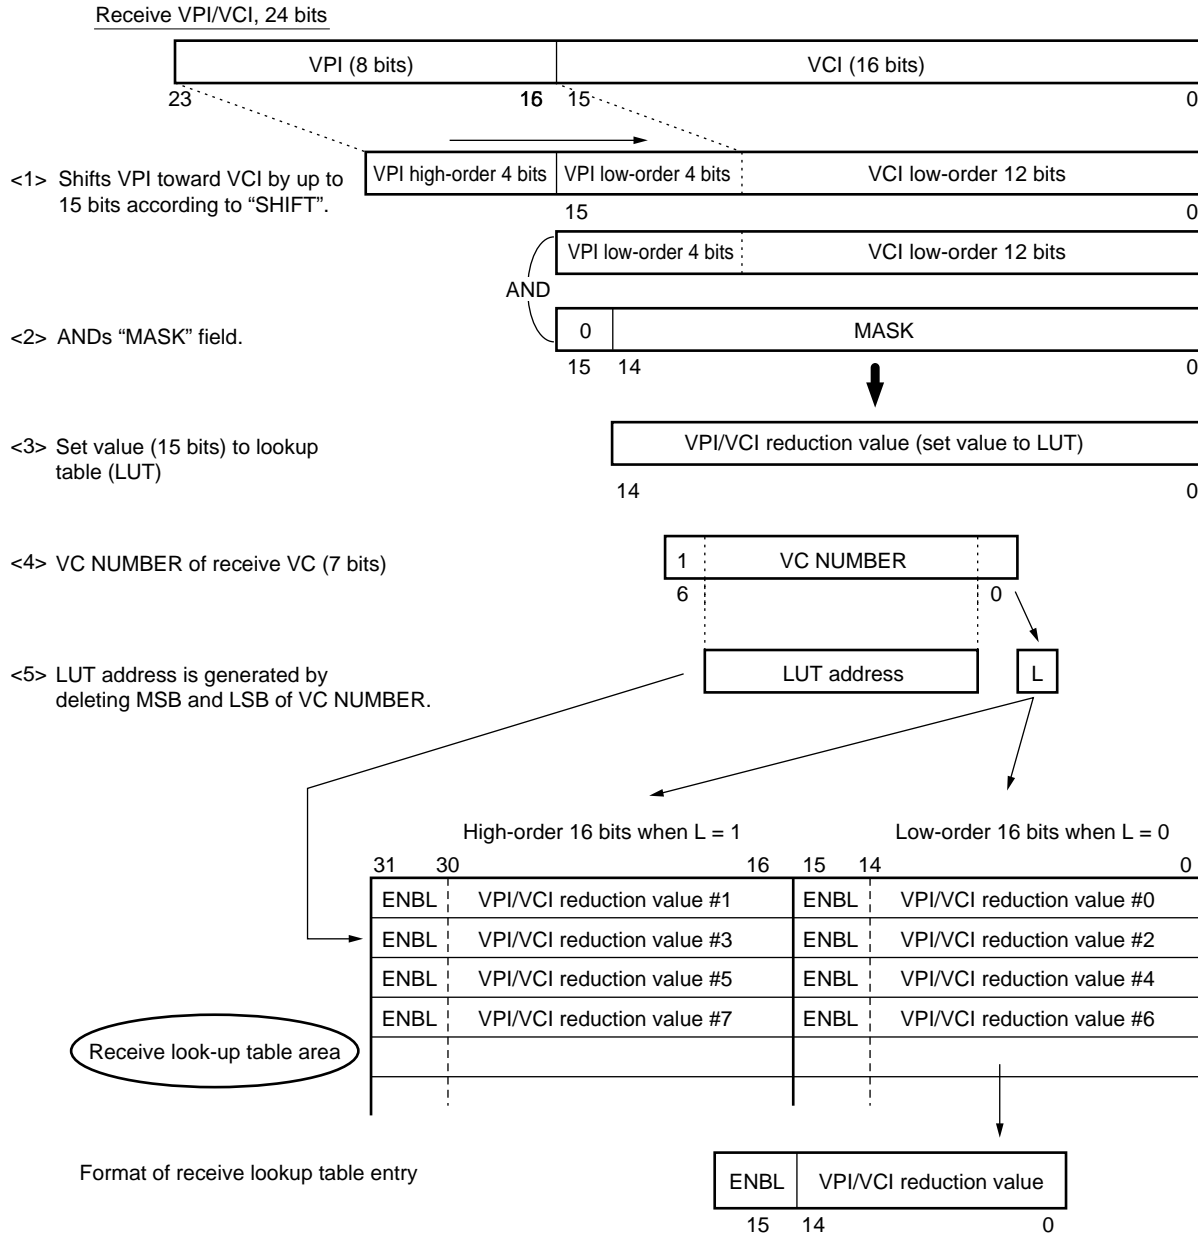 Receive VPI/VCI, 24 bits
VPI (8 bits) VCI (16 bits)
23 16 15 0
<1> Shifts VPI toward VCI by up to
15 bits according to “SHIFT”.
VPI high-order 4 bits VPI low-order 4 bits VCI low-order 12 bits
15 0
VPI low-order 4 bits VCI low-order 12 bits
AND
<2> ANDs “MASK” field.
0 MASK
15 14 0
<3> Set value (15 bits) to lookup
table (LUT)
VPI/VCI reduction value (set value to LUT)
14 0
<4> VC NUMBER of receive VC (7 bits)
1 VC NUMBER
6 0
<5> LUT address is generated by
deleting MSB and LSB of VC NUMBER.
LUT address L
High-order 16 bits when L = 1 Low-order 16 bits when L = 0
31 30 16 15 14 0
ENBL VPI/VCI reduction value #1 ENBL VPI/VCI reduction value #0
ENBL VPI/VCI reduction value #3 ENBL VPI/VCI reduction value #2
ENBL VPI/VCI reduction value #5 ENBL VPI/VCI reduction value #4
ENBL VPI/VCI reduction value #7 ENBL VPI/VCI reduction value #6
Receive look-up table area
Format of receive lookup table entry
ENBL VPI/VCI reduction value
15 14 0